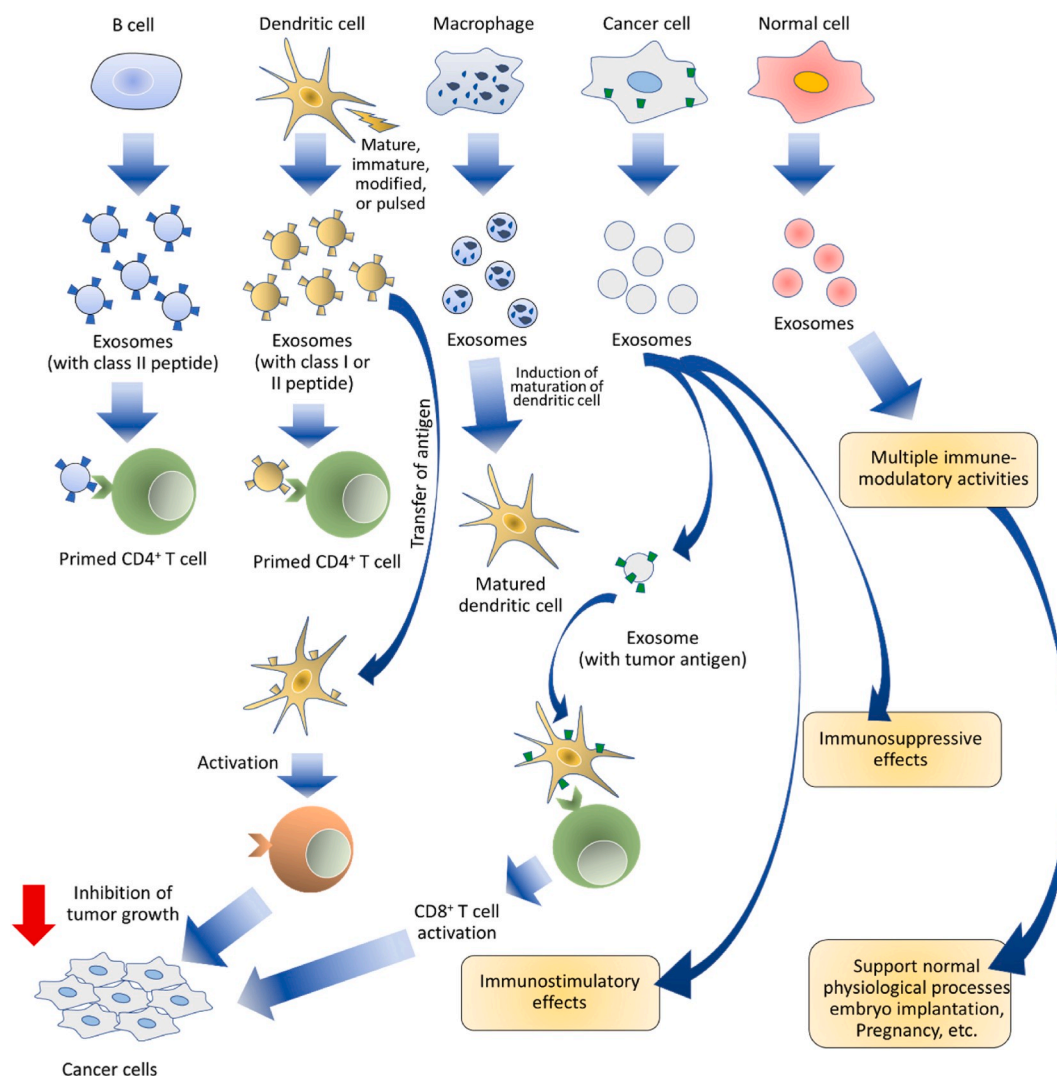 B cell
Dendritic cell
Macrophage
Cancer cell
Normal cell
Mature,
immature,
modified,
or pulsed
Exosomes
(with class II peptide)
Exosomes
(with class I or
II peptide)
Exosomes
Exosomes
Exosomes
Induction of
maturation of
dendritic cell
Transfer of antigen
Multiple immune-
modulatory activities
Primed CD4⁺ T cell
Primed CD4⁺ T cell
Matured
dendritic cell
Exosome
(with tumor antigen)
Immunosuppressive
effects
Activation
Inhibition of
tumor growth
CD8⁺ T cell
activation
Immunostimulatory
effects
Support normal
physiological processes
embryo implantation,
Pregnancy, etc.
Cancer cells